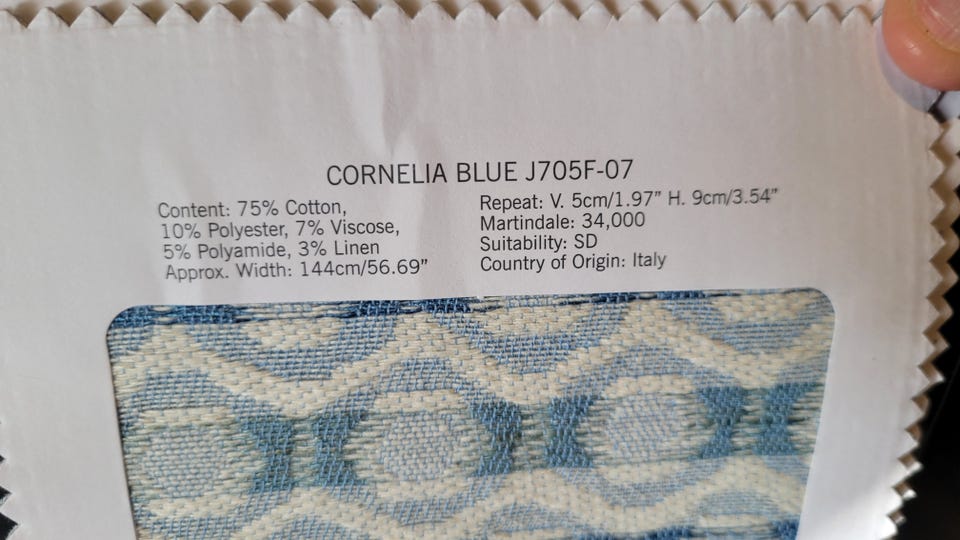 CORNELIA BLUE J705F-07
Content: 75% Cotton,
10% Polyester, 7% Viscose,
5% Polyamide, 3% Linen
Approx. Width: 144cm/56.69”
Repeat: V. 5cm/1.97” H. 9cm/3.54”
Martindale: 34,000
Suitability: SD
Country of Origin: Italy